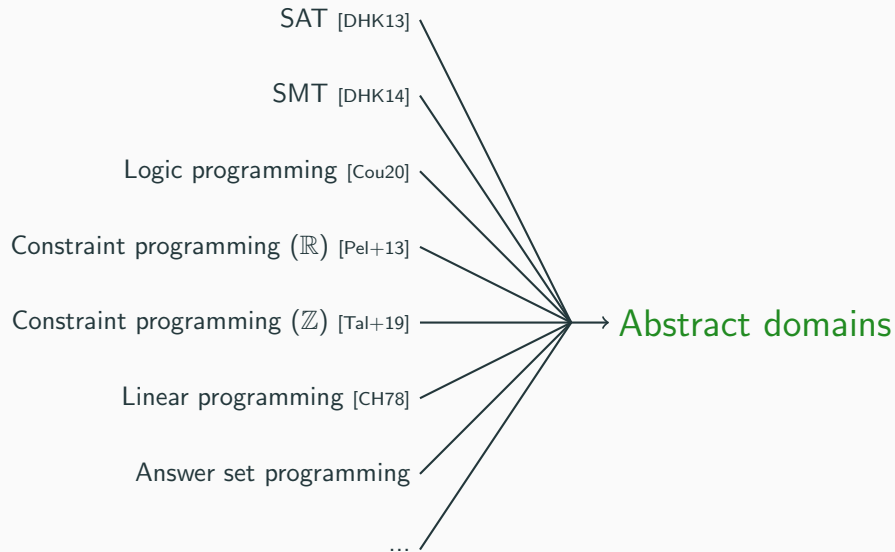 SAT [DHK13]
SMT [DHK14]
Logic programming [Cou20]
Constraint programming (ℝ) [Pel+13]
Constraint programming (ℤ) [Tal+19]
Abstract domains
Linear programming [CH78]
Answer set programming
...